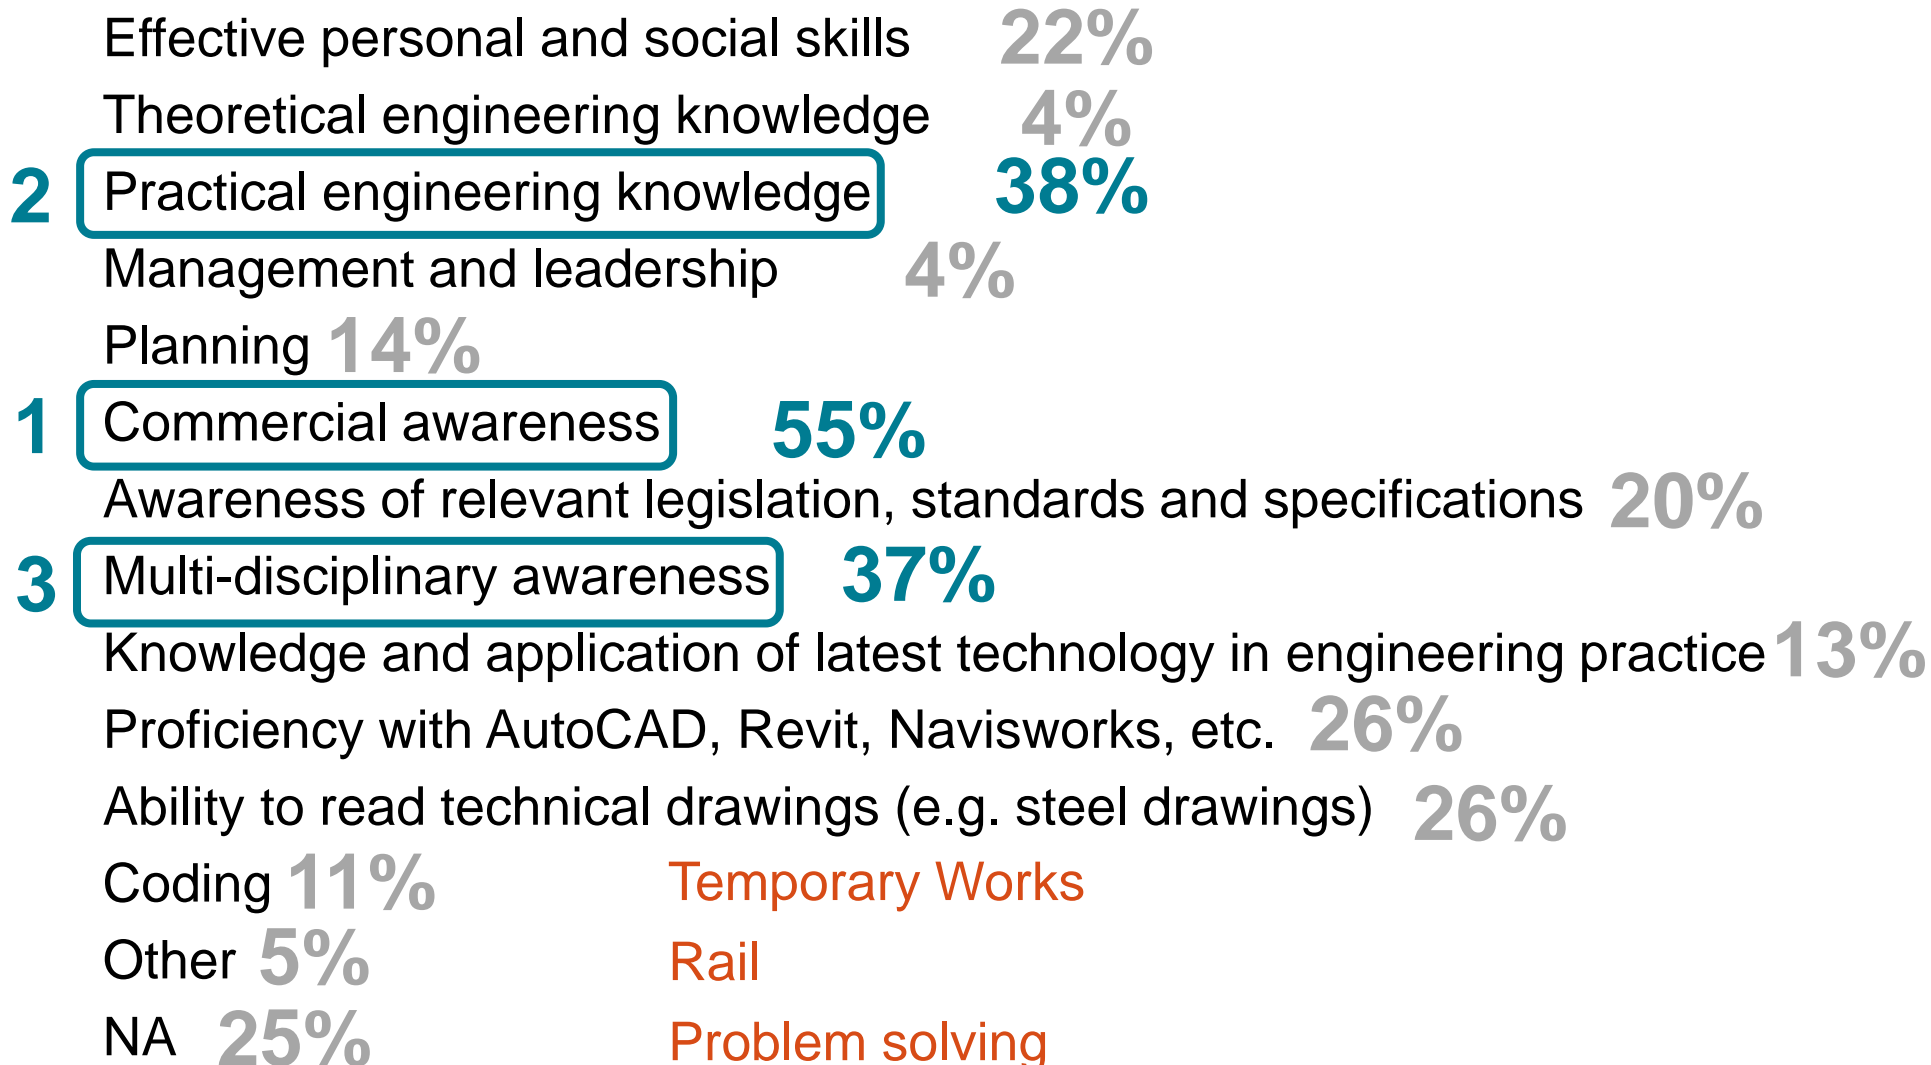 Effective personal and social skills 22%
Theoretical engineering knowledge 4%
2 Practical engineering knowledge 38%
Management and leadership 4%
Planning 14%
1 Commercial awareness 55%
Awareness of relevant legislation, standards and specifications 20%
3 Multi-disciplinary awareness 37%
Knowledge and application of latest technology in engineering practice 13%
Proficiency with AutoCAD, Revit, Navisworks, etc. 26%
Ability to read technical drawings (e.g. steel drawings) 26%
Coding 11% Temporary Works
Other 5% Rail
NA 25% Problem solving